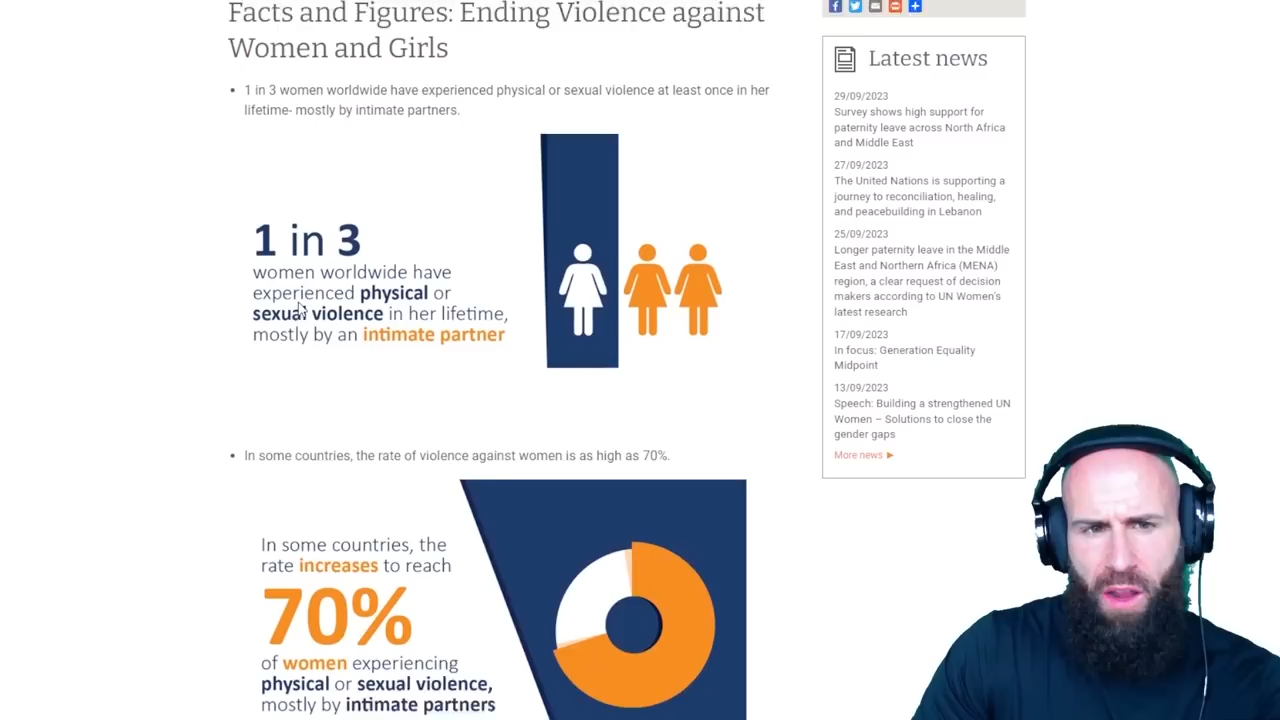 Facts and Figures: Ending Violence against
Women and Girls
1 in 3 women worldwide have experienced physical or sexual violence at least once in her
lifetime- mostly by intimate partners.
1 in 3
women worldwide have
experienced physical or
sexual violence in her lifetime,
mostly by an intimate partner
In some countries, the rate of violence against women is as high as 70%.
In some countries, the
rate increases to reach
70%
of women experiencing
physical or sexual violence,
mostly by intimate partners
Latest news
29/09/2023
Survey shows high support for
paternity leave across North Africa
and Middle East
27/09/2023
The United Nations is supporting a
journey to reconciliation, healing,
and peacebuilding in Lebanon
25/09/2023
Longer paternity leave in the Middle
East and Northern Africa (MENA)
region, a clear request of decision
makers according to UN Women's
latest research
17/09/2023
In focus: Generation Equality
Midpoint
13/09/2023
Speech: Building a strengthened UN
Women – Solutions to close the
gender gaps
More news